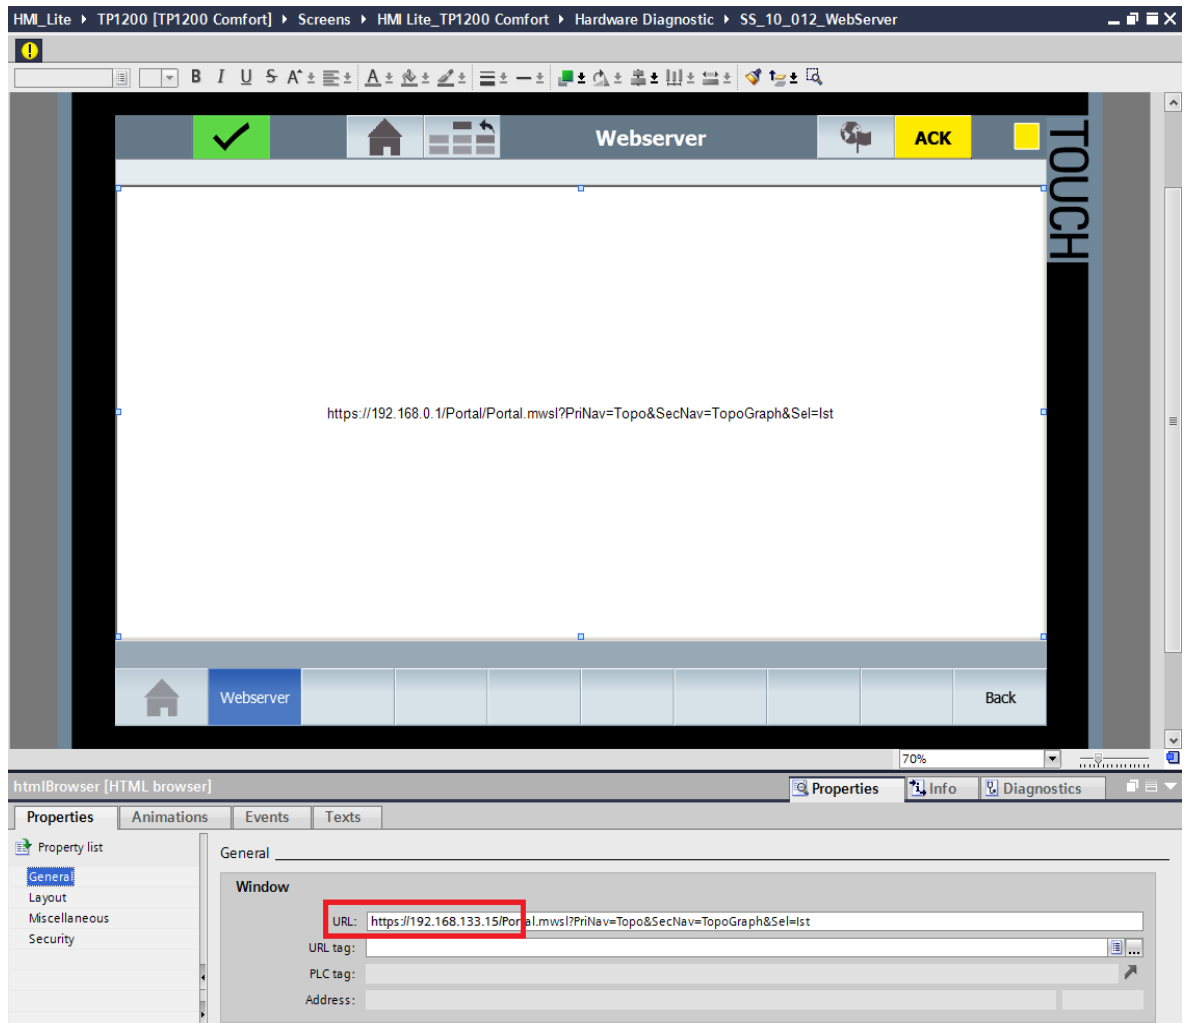 HMI_Lite ▸ TP1200 [TP1200 Comfort] ▸ Screens ▸ HMI Lite_TP1200 Comfort ▸ Hardware Diagnostic ▸ SS_10_012_WebServer
B I U S A A
Webserver ACK
TOUCH
https://192.168.0.1/Portal/Portal.mwsl?PriNav=Topo&SecNav=TopoGraph&Sel=Ist
Webserver Back
70%
htmlBrowser [HTML browser] Properties Info Diagnostics
Properties Animations Events Texts
Property list
General
General
Layout
Miscellaneous
Security
Window
URL: https://192.168.133.15/Portal.mwsl?PriNav=Topo&SecNav=TopoGraph&Sel=Ist
URL tag: ...
PLC tag:
Address: